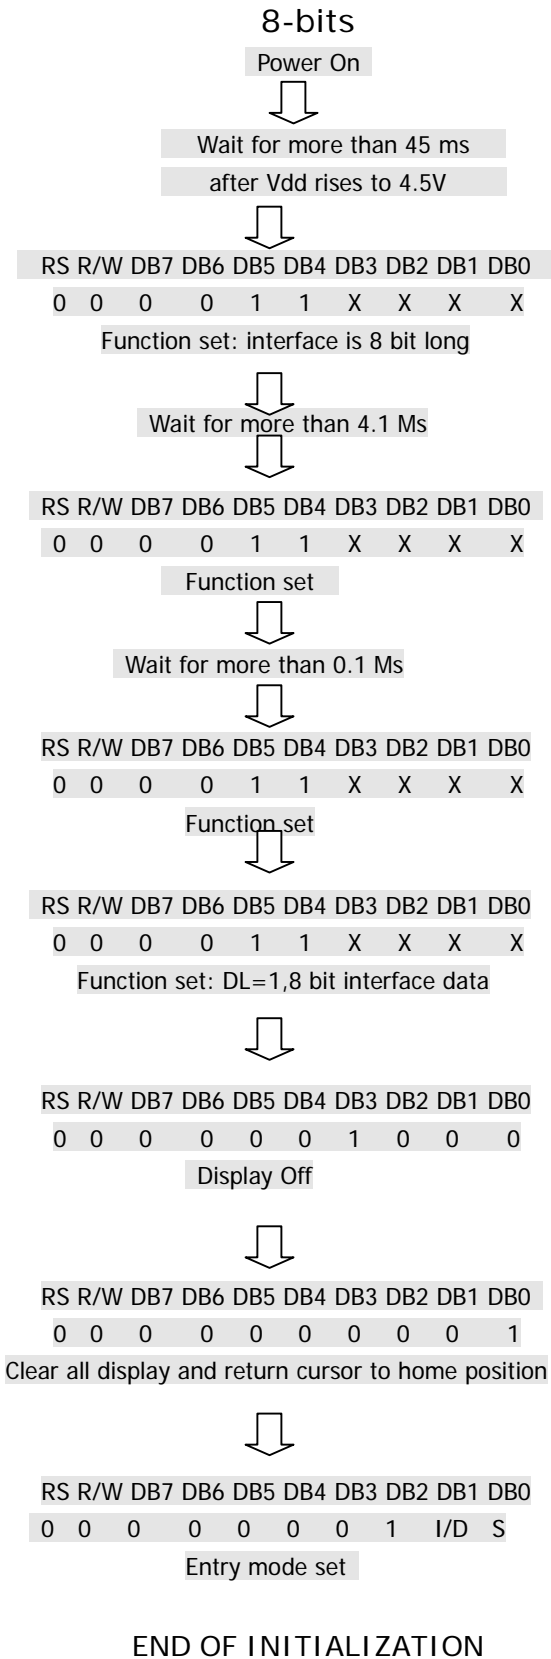 8-bits
Power On
Wait for more than 45 ms
after Vdd rises to 4.5V
RS R/W DB7 DB6 DB5 DB4 DB3 DB2 DB1 DB0
0 0 0 0 1 1 X X X X
Function set: interface is 8 bit long
Wait for more than 4.1 Ms
RS R/W DB7 DB6 DB5 DB4 DB3 DB2 DB1 DB0
0 0 0 0 1 1 X X X X
Function set
Wait for more than 0.1 Ms
RS R/W DB7 DB6 DB5 DB4 DB3 DB2 DB1 DB0
0 0 0 0 1 1 X X X X
Function set
RS R/W DB7 DB6 DB5 DB4 DB3 DB2 DB1 DB0
0 0 0 0 1 1 X X X X
Function set: DL=1,8 bit interface data
RS R/W DB7 DB6 DB5 DB4 DB3 DB2 DB1 DB0
0 0 0 0 0 0 1 0 0 0
Display Off
RS R/W DB7 DB6 DB5 DB4 DB3 DB2 DB1 DB0
0 0 0 0 0 0 0 0 0 1
Clear all display and return cursor to home position
RS R/W DB7 DB6 DB5 DB4 DB3 DB2 DB1 DB0
0 0 0 0 0 0 0 1 I/D S
Entry mode set
END OF INITIALIZATION